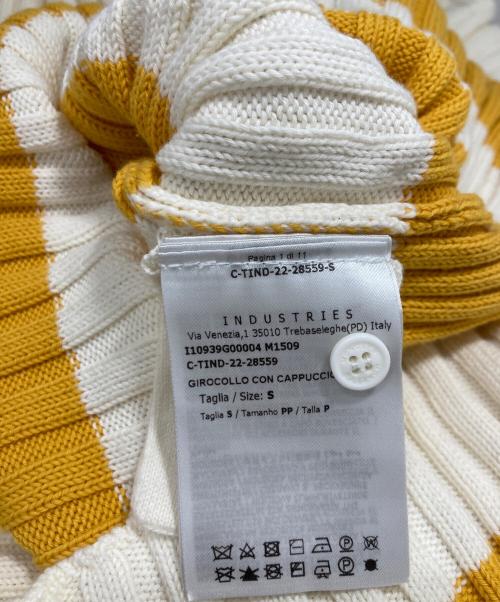 Pagina 1 di 11
C-TIND-22-28559-S
INDUSTRIES
Via Venezia,1 35010 Trebaseleghe(PD) Italy
I10939G00004 M1509
C-TIND-22-28559
GIROCOLLO CON CAPPUCCIO
Taglia / Size: S
Taglia S / Tamanho PP / Talla P